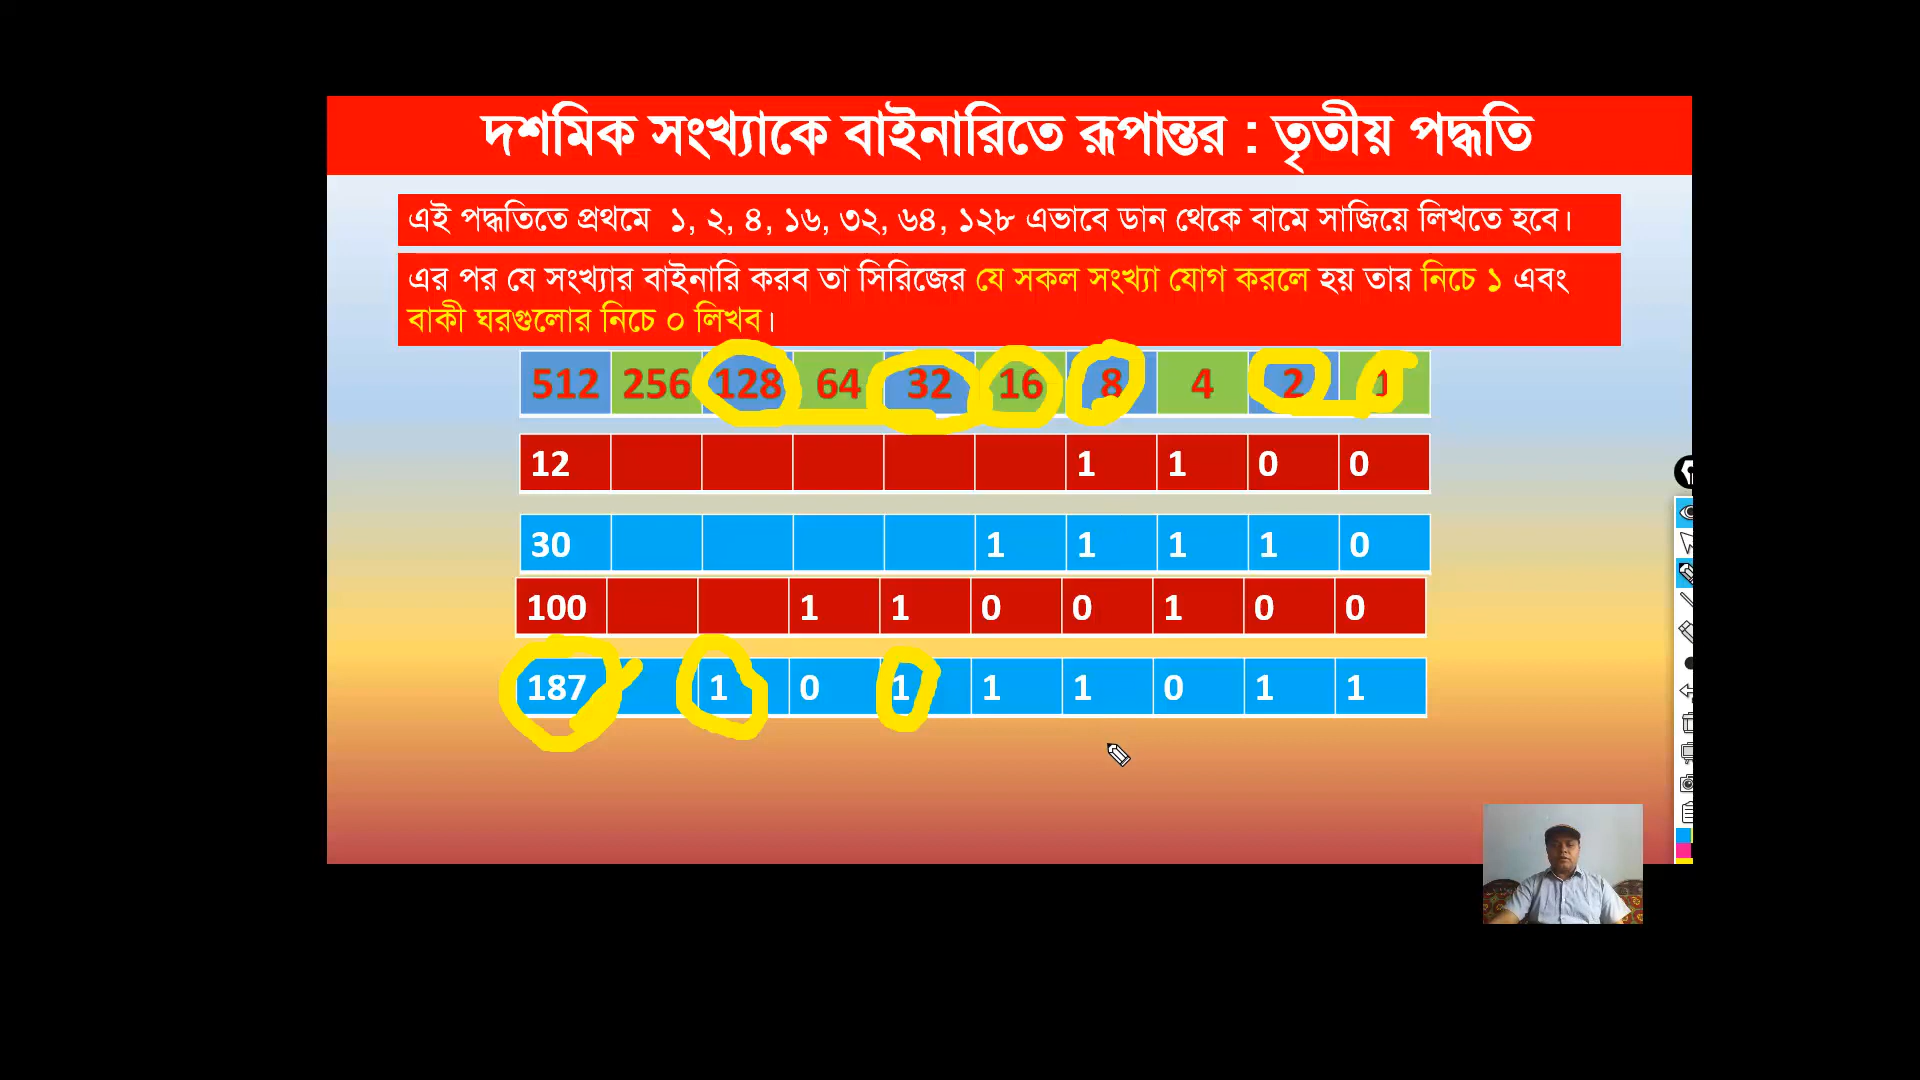 দশমিক সংখ্যাকে বাইনারিতে রূপান্তর : তৃতীয় পদ্ধতি
এই পদ্ধতিতে প্রথমে ১, ২, ৪, ১৬, ৩২, ৬৪, ১২৮ এভাবে ডান থেকে বামে সাজিয়ে লিখতে হবে।
এর পর যে সংখ্যার বাইনারি করব তা সিরিজের যে সকল সংখ্যা যোগ করলে হয় তার নিচে ১ এবং
বাকী ঘরগুলোর নিচে ০ লিখব।
512 256 128 64 32 16 8 4 2 1
12 1 1 0 0
30 1 1 1 1 0
100 1 1 0 0 1 0 0
187 1 0 1 1 1 0 1 1